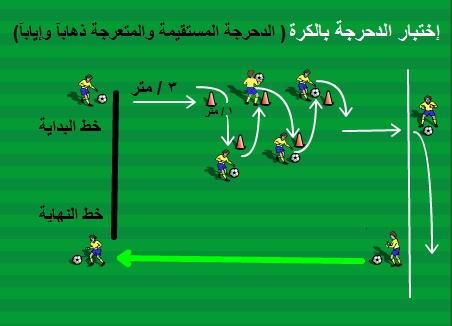 إختبار الدحرجة بالكرة ( الدحرجة المستقيمة والمتعرجة ذهاباً وإياباً)
٣ / متر
١ / متر
خط البداية
خط النهاية